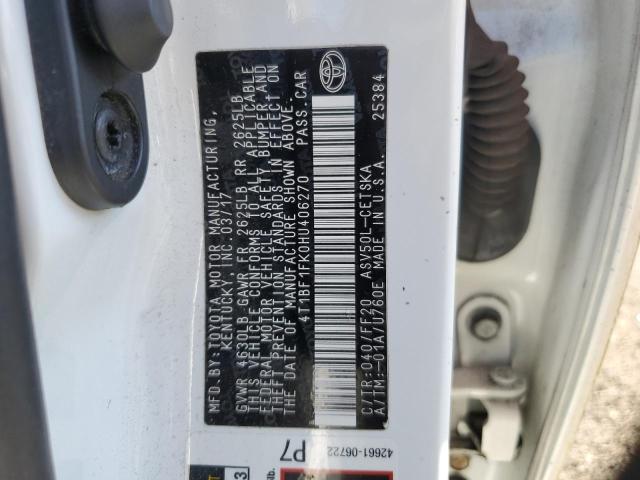 MFD. BY: TOYOTA MOTOR MANUFACTURING,
KENTUCKY, INC. 03/17
GVWR 4630LB GAWR FR 2625LB RR 2625LB
THIS VEHICLE CONFORMS TO ALL APPLICABLE
FEDERAL MOTOR VEHICLE SAFETY, BUMPER, AND
THEFT PREVENTION STANDARDS IN EFFECT ON
THE DATE OF MANUFACTURE SHOWN ABOVE.
4T1BF1FK0HU406270 PASS.CAR
C/TR:040/FF20 ASV50L-CETSKA
A/TM:-01A/U760E MADE IN U.S.A. 25384
42661-06722
P7